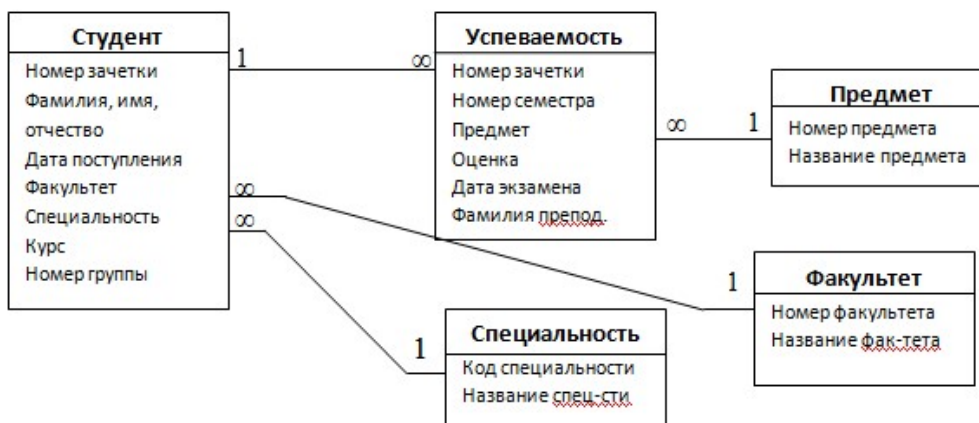 Студент
Номер зачетки
Фамилия, имя,
отчество
Дата поступления
Факультет
Специальность
Курс
Номер группы
1
∞
∞
∞
Успеваемость
Номер зачетки
Номер семестра
Предмет
Оценка
Дата экзамена
Фамилия препод.
∞
1
Предмет
Номер предмета
Название предмета
1
Факультет
Номер факультета
Название фак-тета
1
Специальность
Код специальности
Название спец-сти